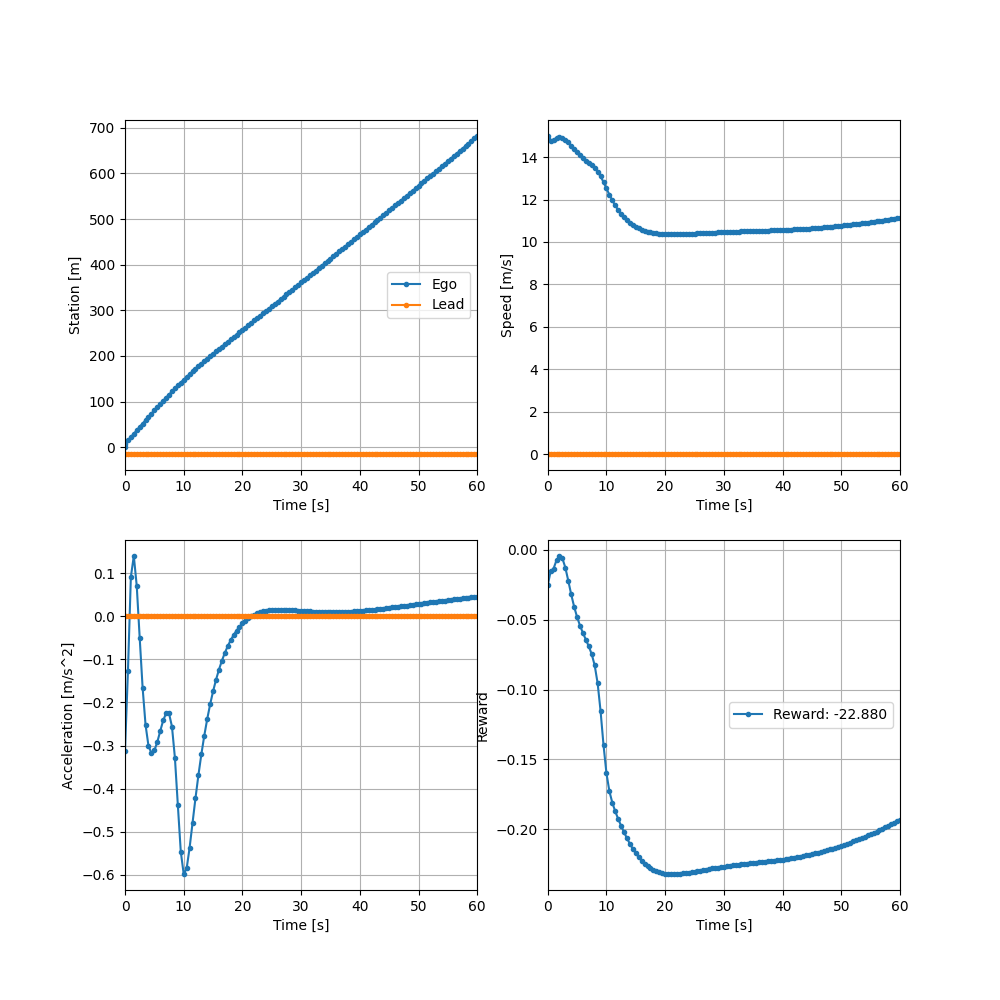 700
600
500
400
300
200
100
0
Station [m]
Ego
Lead
0 10 20 30 40 50 60
Time [s]
14
12
10
8
6
4
2
0
Speed [m/s]
0 10 20 30 40 50 60
Time [s]
0.1
0.0
−0.1
−0.2
−0.3
−0.4
−0.5
−0.6
Acceleration [m/s^2]
0 10 20 30 40 50 60
Time [s]
0.00
−0.05
−0.10
−0.15
−0.20
Reward
Reward: -22.880
0 10 20 30 40 50 60
Time [s]